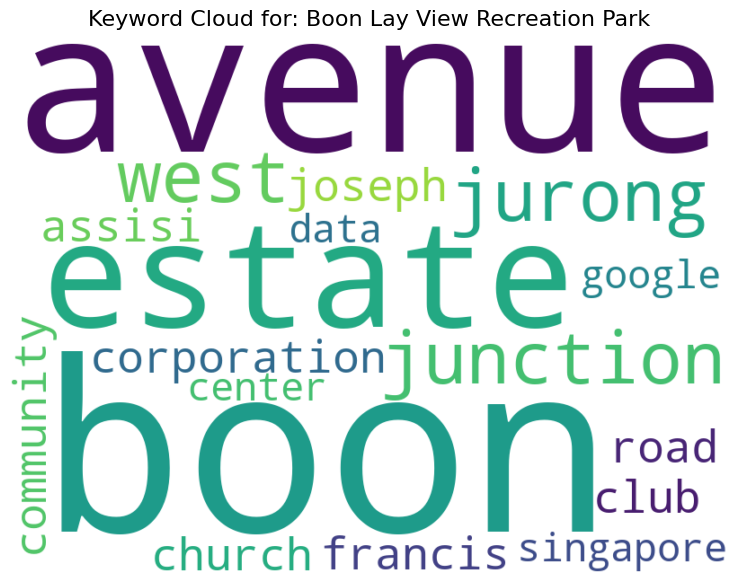 Keyword Cloud for: Boon Lay View Recreation Park
avenue
west
joseph
jurong
assisi
data
estate
google
corporation
junction
center
community
boon
road
club
church
francis
singapore